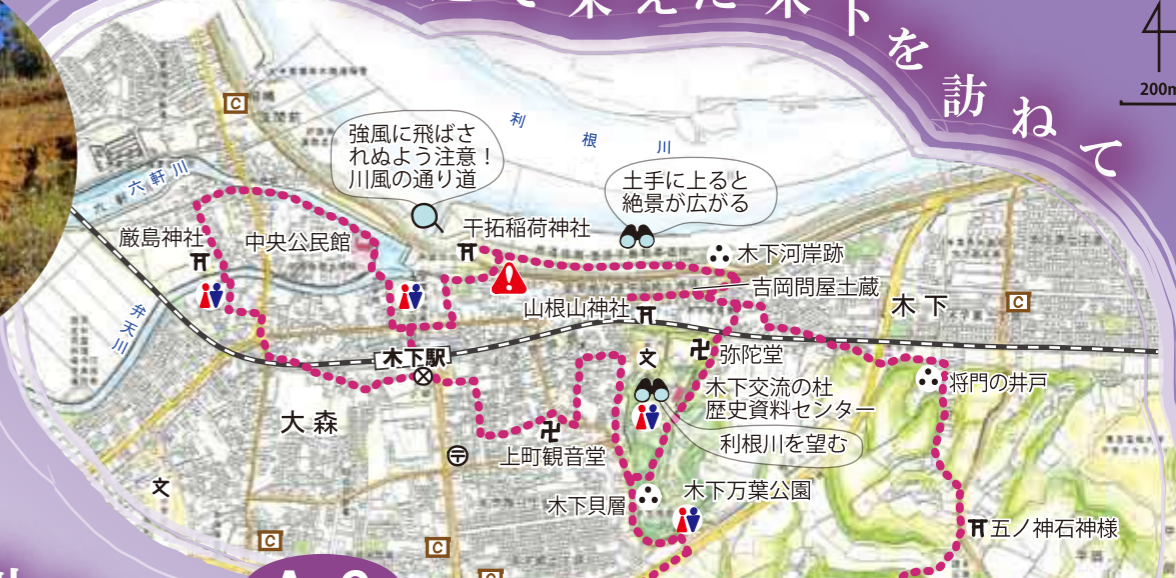 て栄えた木下を訪ねて
200m
C
利根川
強風に飛ばさ
れぬよう注意！
川風の通り道
土手に上ると
絶景が広がる
六軒川
六軒川
厳島神社
中央公民館
干拓稲荷神社
木下河岸跡
吉岡問屋土蔵
山根山神社
木下
C
弁天川
木下駅
文
弥陀堂
木下交流の杜
歴史資料センター
将門の井戸
大森
利根川を望む
上町観音堂
文
木下貝層
木下万葉公園
五ノ神石神様
C
C
C